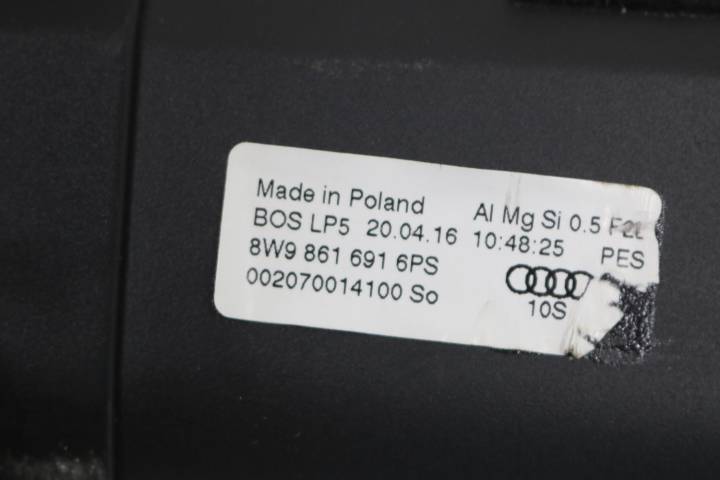 Made in Poland
Al Mg Si 0.5
BOS LP5 20.04.16 10:48:25 PES
8W9 861 691 6PS
002070014100 So
10S